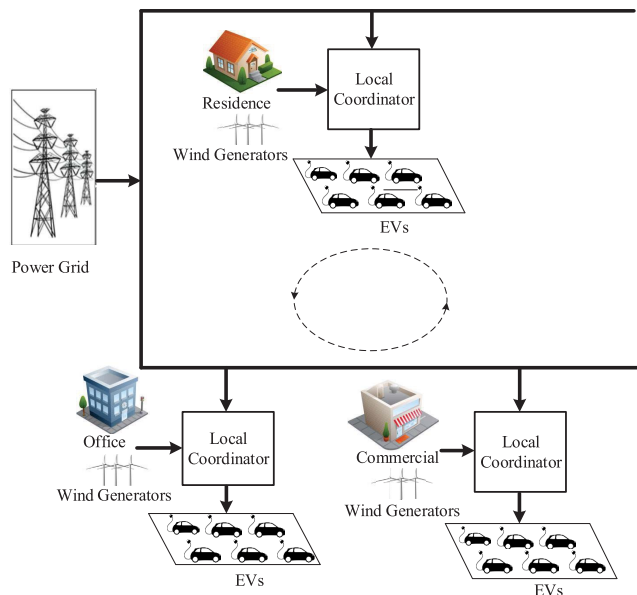 Local
Coordinator
Residence
Wind Generators
EVs
Power Grid
Local
Coordinator
Office
Wind Generators
EVs
Local
Coordinator
Commercial
Wind Generators
EVs